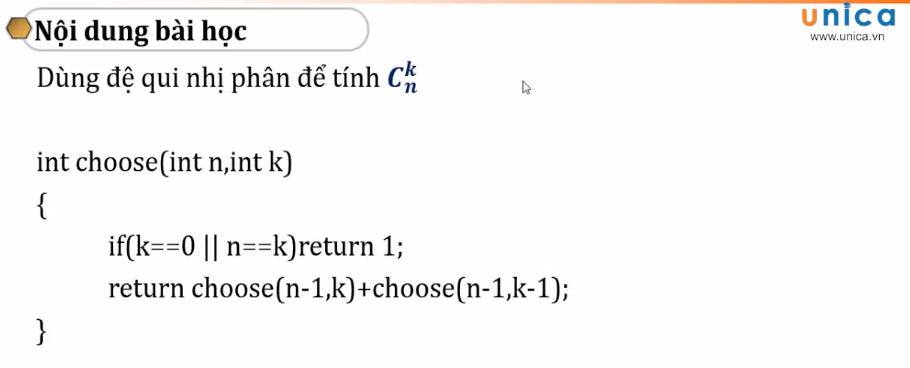 Nội dung bài học
unica
www.unica.vn
Dùng đệ qui nhị phân để tính Cₙᵏ
int choose(int n,int k)
{
if(k==0 || n==k)return 1;
return choose(n-1,k)+choose(n-1,k-1);
}